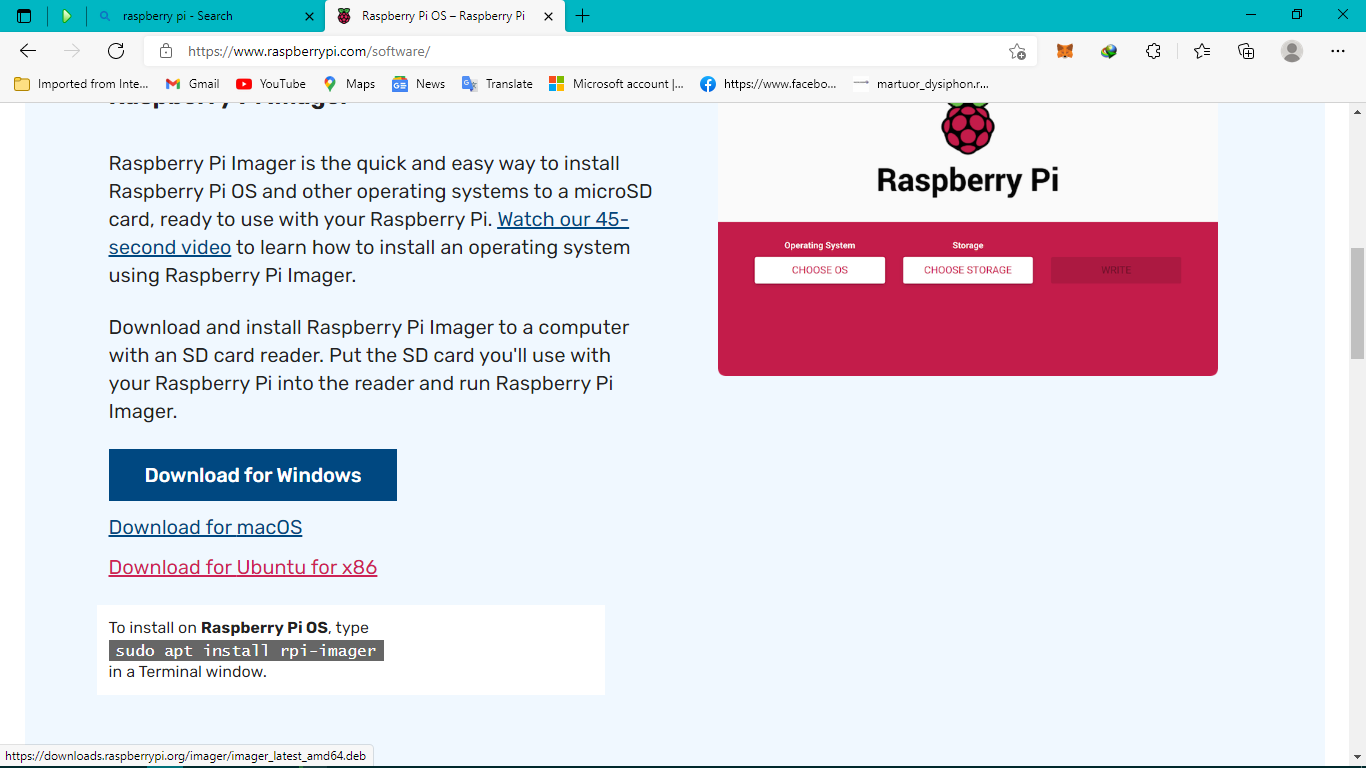 raspberry pi - Search
Raspberry Pi OS – Raspberry Pi
https://www.raspberrypi.com/software/
Imported from Inte...
Gmail
YouTube
Maps
News
Translate
Microsoft account |...
https://www.facebo...
martuor_dysiphon.r...
Raspberry Pi Imager
Raspberry Pi Imager is the quick and easy way to install
Raspberry Pi OS and other operating systems to a microSD
card, ready to use with your Raspberry Pi. Watch our 45-
second video to learn how to install an operating system
using Raspberry Pi Imager.
Download and install Raspberry Pi Imager to a computer
with an SD card reader. Put the SD card you'll use with
your Raspberry Pi into the reader and run Raspberry Pi
Imager.
Download for Windows
Download for macOS
Download for Ubuntu for x86
To install on Raspberry Pi OS, type
sudo apt install rpi-imager
in a Terminal window.
Raspberry Pi
Operating System
Storage
CHOOSE OS
CHOOSE STORAGE
WRITE
https://downloads.raspberrypi.org/imager/imager_latest_amd64.deb